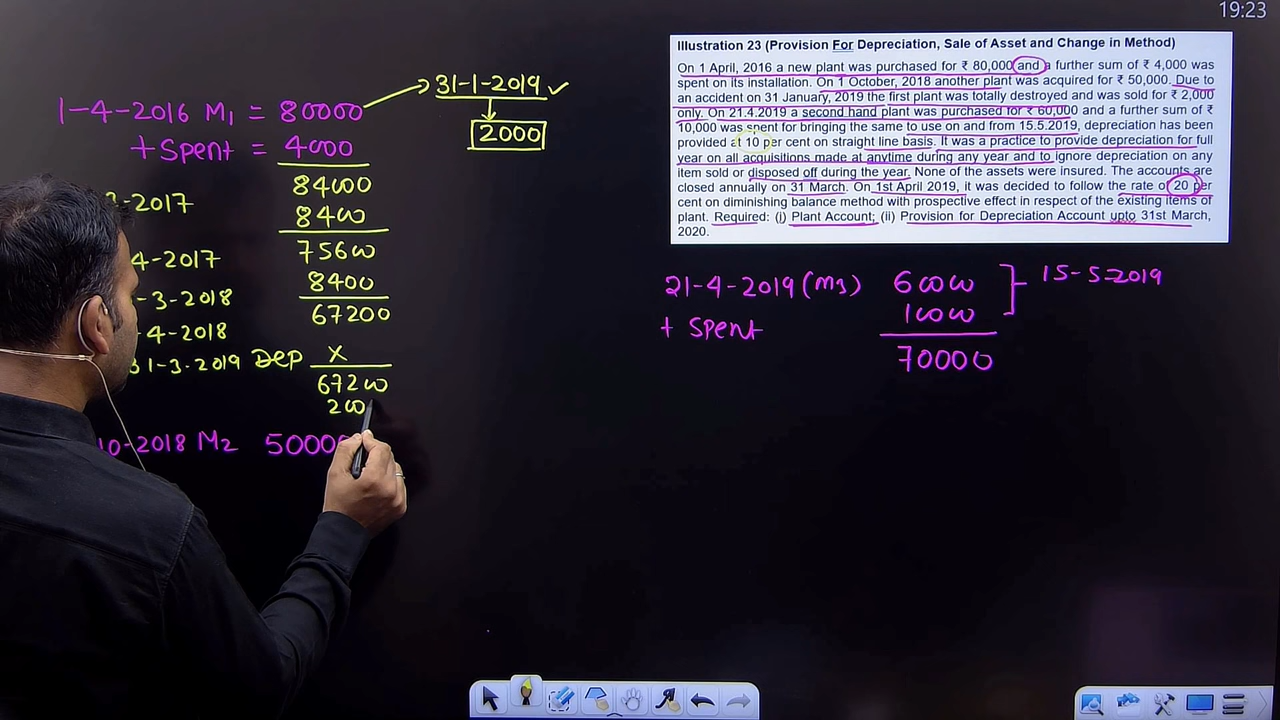 19:23
Illustration 23 (Provision For Depreciation, Sale of Asset and Change in Method)
On 1 April, 2016 a new plant was purchased for ₹ 80,000 and a further sum of ₹ 4,000 was
spent on its installation. On 1 October, 2018 another plant was acquired for ₹ 50,000. Due to
an accident on 31 January, 2019 the first plant was totally destroyed and was sold for ₹ 2,000
only. On 21.4.2019 a second hand plant was purchased for ₹ 60,000 and a further sum of ₹
10,000 was spent for bringing the same to use on and from 15.5.2019, depreciation has been
provided at 10 per cent on straight line basis. It was a practice to provide depreciation for full
year on all acquisitions made at anytime during any year and to ignore depreciation on any
item sold or disposed off during the year. None of the assets were insured. The accounts are
closed annually on 31 March. On 1st April 2019, it was decided to follow the rate of 20 per
cent on diminishing balance method with prospective effect in respect of the existing items of
plant. Required: (i) Plant Account; (ii) Provision for Depreciation Account upto 31st March,
2020.
1-4-2016 M1 = 80000
31-1-2019 ✓
2000
+ Spent = 4000
84000
3-2017 8400
75600
4-2017
-3-2018 8400
67200
-4-2018
31-3-2019 DEP X
67200
200
10-2018 M2 50000
21-4-2019 (M3) 60000
15-5-2019
+ Spent 10000
70000